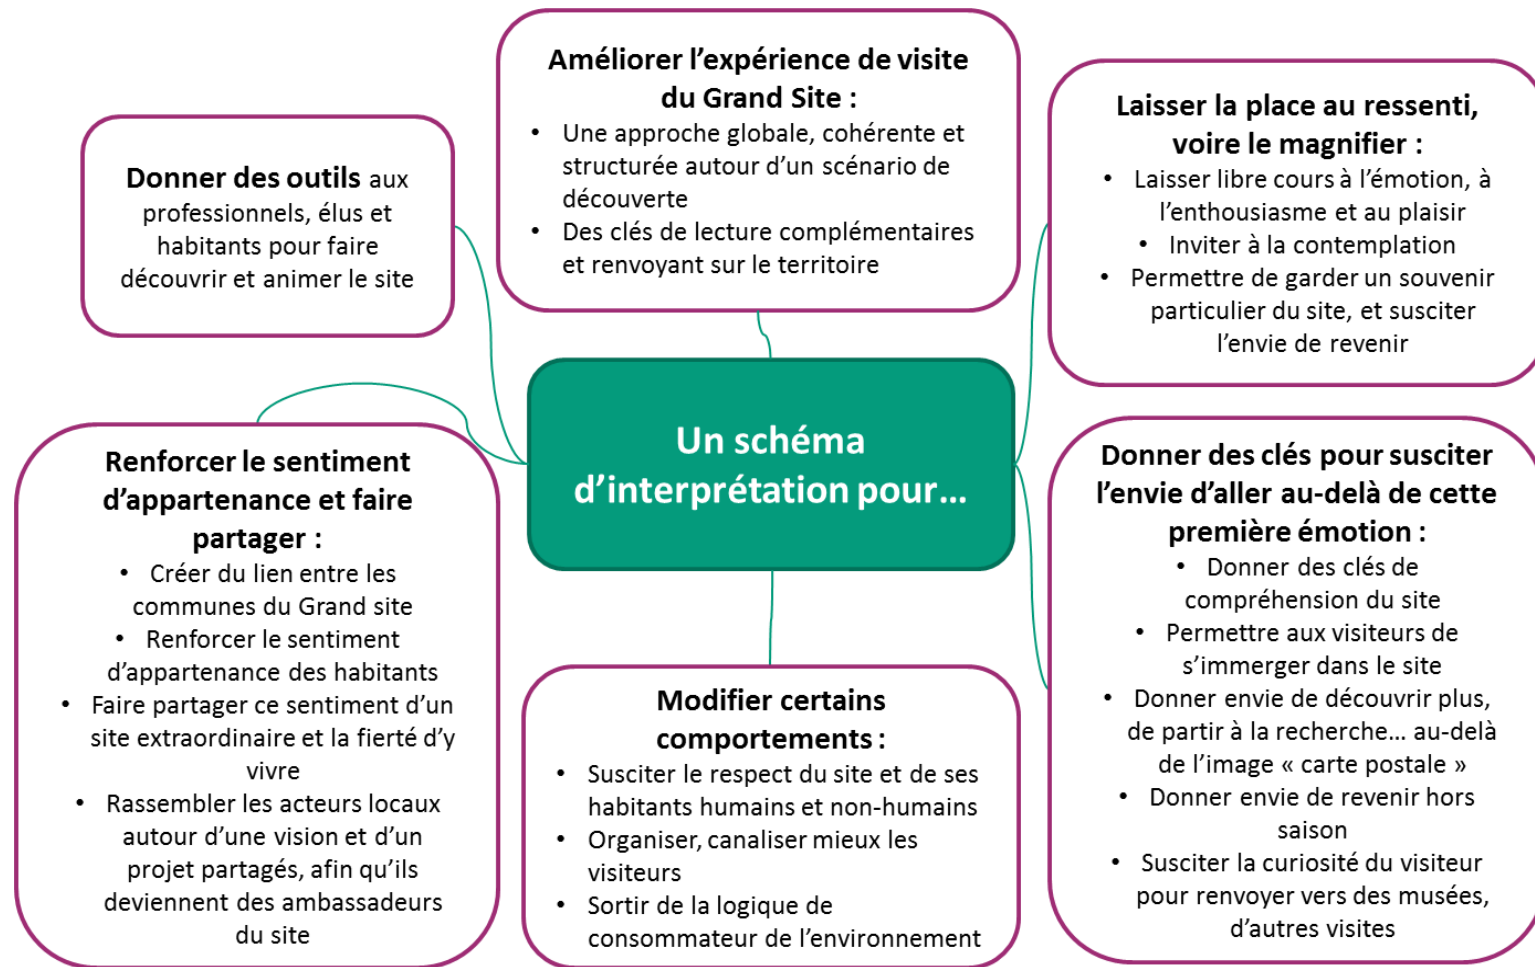 Améliorer l’expérience de visite
du Grand Site :
• Une approche globale, cohérente et
structurée autour d’un scénario de
découverte
• Des clés de lecture complémentaires
et renvoyant sur le territoire
Donner des outils aux
professionnels, élus et
habitants pour faire
découvrir et animer le site
Laisser la place au ressenti,
voire le magnifier :
• Laisser libre cours à l’émotion, à
l’enthousiasme et au plaisir
• Inviter à la contemplation
• Permettre de garder un souvenir
particulier du site, et susciter
l’envie de revenir
Un schéma
d’interprétation pour…
Renforcer le sentiment
d’appartenance et faire
partager :
• Créer du lien entre les
communes du Grand site
• Renforcer le sentiment
d’appartenance des habitants
• Faire partager ce sentiment d’un
site extraordinaire et la fierté d’y
vivre
• Rassembler les acteurs locaux
autour d’une vision et d’un
projet partagés, afin qu’ils
deviennent des ambassadeurs
du site
Modifier certains
comportements :
• Susciter le respect du site et de ses
habitants humains et non-humains
• Organiser, canaliser mieux les
visiteurs
• Sortir de la logique de
consommateur de l’environnement
Donner des clés pour susciter
l’envie d’aller au-delà de cette
première émotion :
• Donner des clés de
compréhension du site
• Permettre aux visiteurs de
s’immerger dans le site
• Donner envie de découvrir plus,
de partir à la recherche… au-delà
de l’image « carte postale »
• Donner envie de revenir hors
saison
• Susciter la curiosité du visiteur
pour renvoyer vers des musées,
d’autres visites